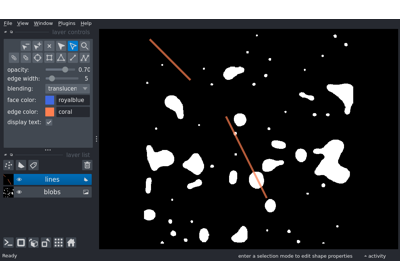 File View Window Plugins Help
layer controls
opacity: 0.70
edge width: 5
blending: translucen
face color: royalblue
edge color: coral
display text:
layer list
lines
blobs
Ready enter a selection mode to edit shape properties activity